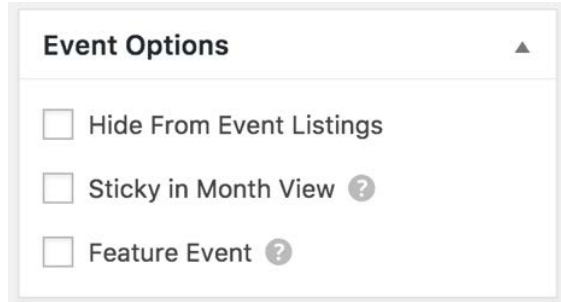 Event Options
Hide From Event Listings
Sticky in Month View ?
Feature Event ?